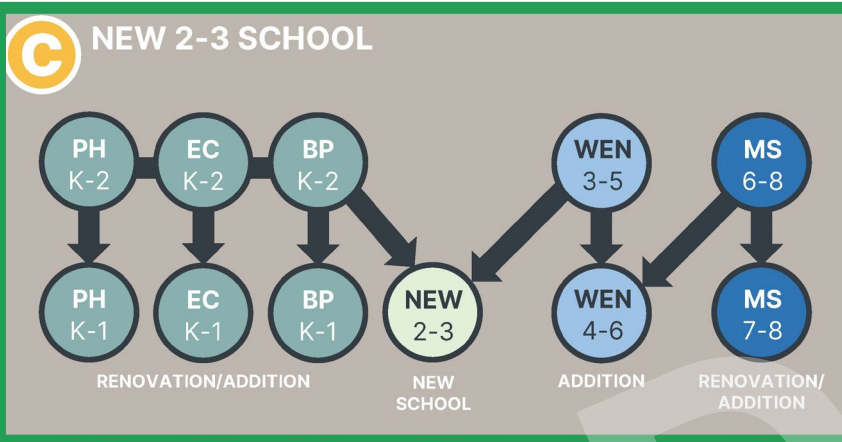 C
NEW 2-3 SCHOOL
PH
K-2
EC
K-2
BP
K-2
WEN
3-5
MS
6-8
PH
K-1
EC
K-1
BP
K-1
NEW
2-3
WEN
4-6
MS
7-8
RENOVATION/ADDITION
NEW
SCHOOL
ADDITION
RENOVATION/
ADDITION